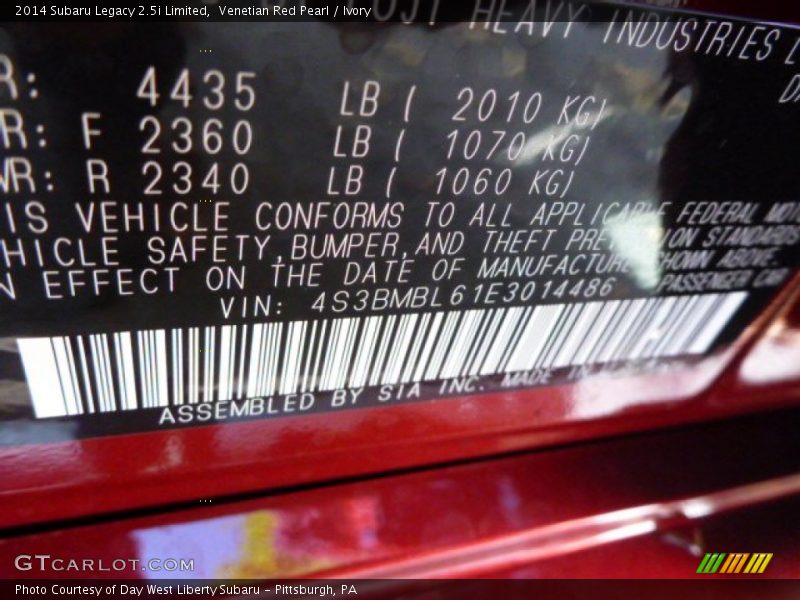 2014 Subaru Legacy 2.5i Limited, Venetian Red Pearl / Ivory
HEAVY INDUSTRIES
R: 4435 LB ( 2010 KG)
R: F 2360 LB ( 1070 KG)
WR: R 2340 LB ( 1060 KG)
IS VEHICLE CONFORMS TO ALL APPLICABLE FEDERAL
HICLE SAFETY, BUMPER, AND THEFT PREVENTION STANDARDS
N EFFECT ON THE DATE OF MANUFACTURE SHOWN ABOVE.
VIN: 4S3BMBL61E3014486 PASSENGER CAR
ASSEMBLED BY SIA INC. MADE IN
GTCARLOT.COM
Photo Courtesy of Day West Liberty Subaru - Pittsburgh, PA